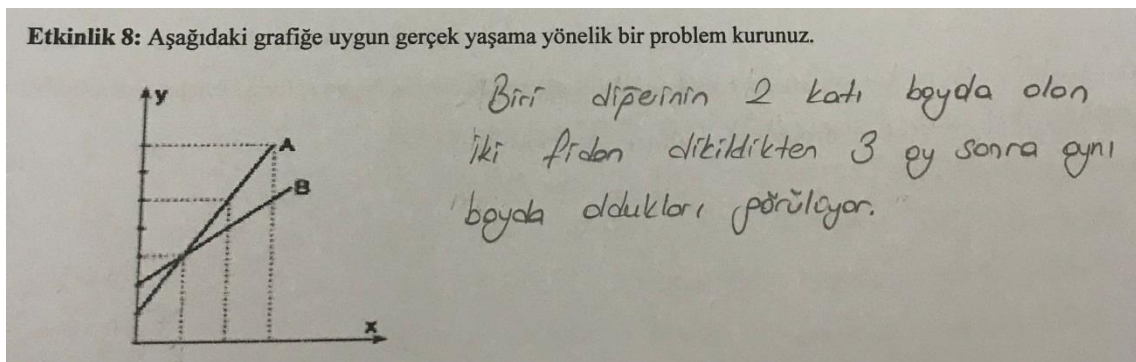 Etkinlik 8: Aşağıdaki grafiğe uygun gerçek yaşama yönelik bir problem kurunuz.
y
A
B
x
Biri diğerinin 2 katı boyda olan
iki fidan dikildikten 3 ay sonra aynı
boyda oldukları görülüyor.